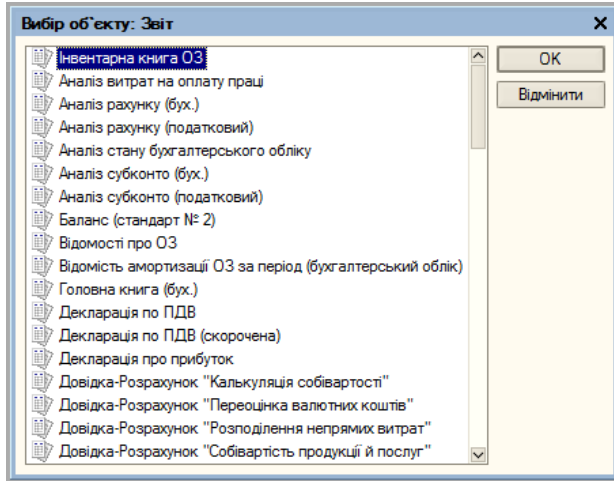 Вибір об`єкту: Звіт
Інвентарна книга ОЗ
Аналіз витрат на оплату праці
Аналіз рахунку (бух.)
Аналіз рахунку (податковий)
Аналіз стану бухгалтерського обліку
Аналіз субконто (бух.)
Аналіз субконто (податковий)
Баланс (стандарт № 2)
Відомості про ОЗ
Відомість амортизації ОЗ за період (бухгалтерський облік)
Головна книга (бух.)
Декларація по ПДВ
Декларація по ПДВ (скорочена)
Декларація про прибуток
Довідка-Розрахунок "Калькуляція собівартості"
Довідка-Розрахунок "Переоцінка валютних коштів"
Довідка-Розрахунок "Розподілення непрямих витрат"
Довідка-Розрахунок "Собівартість продукції й послуг"
OK
Відмінити